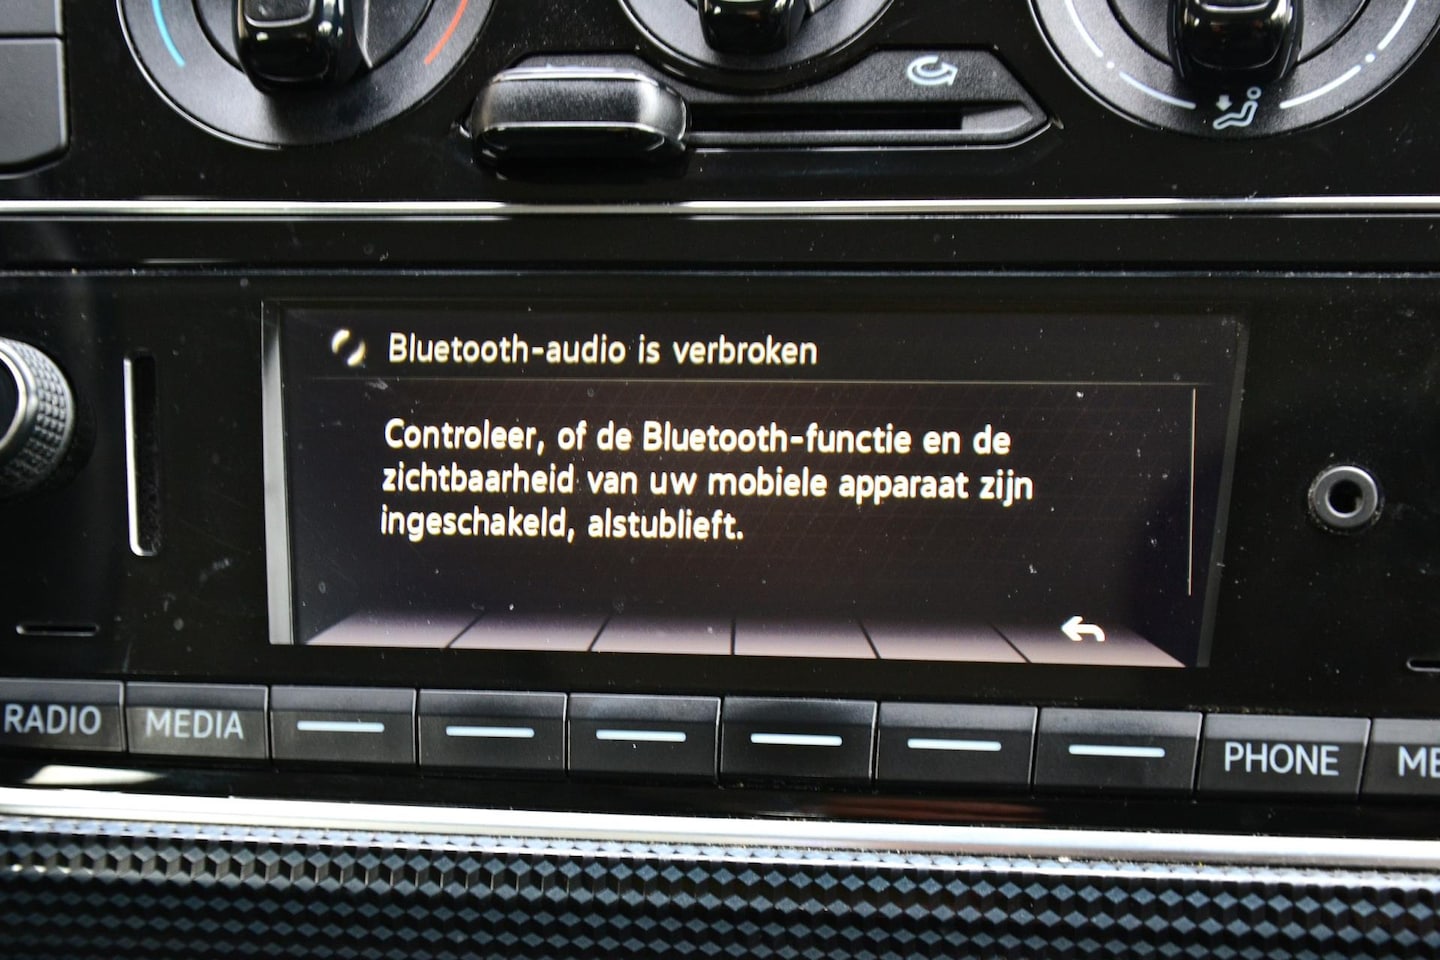 Bluetooth-audio is verbroken
Controleer, of de Bluetooth-functie en de
zichtbaarheid van uw mobiele apparaat zijn
ingeschakeld, alstublieft.
RADIO MEDIA PHONE ME